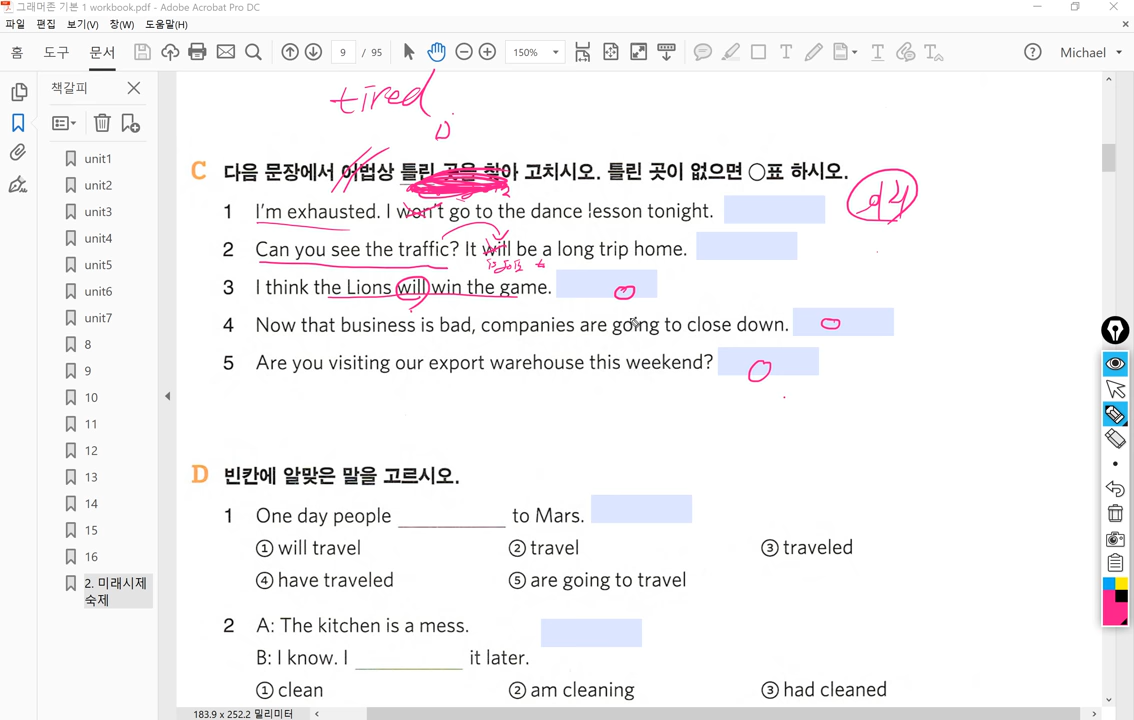 그래머존 기본 1 workbook.pdf - Adobe Acrobat Pro DC
파일 편집 보기(V) 창(W) 도움말(H)
홈 도구 문서 9 / 95 150% Michael
책갈피
unit1
unit2
unit3
unit4
unit5
unit6
unit7
8
9
10
11
12
13
14
15
16
2. 미래시제
숙제
tired
C 다음 문장에서 어법상 틀린 곳을 찾아 고치시오. 틀린 곳이 없으면 ◯표 하시오.
1 I'm exhausted. I won't go to the dance lesson tonight.
2 Can you see the traffic? It will be a long trip home.
3 I think the Lions will win the game.
4 Now that business is bad, companies are going to close down.
5 Are you visiting our export warehouse this weekend?
D 빈칸에 알맞은 말을 고르시오.
1 One day people __________ to Mars.
① will travel ② travel ③ traveled
④ have traveled ⑤ are going to travel
2 A: The kitchen is a mess.
B: I know. I __________ it later.
① clean ② am cleaning ③ had cleaned
183.9 x 252.2 밀리미터